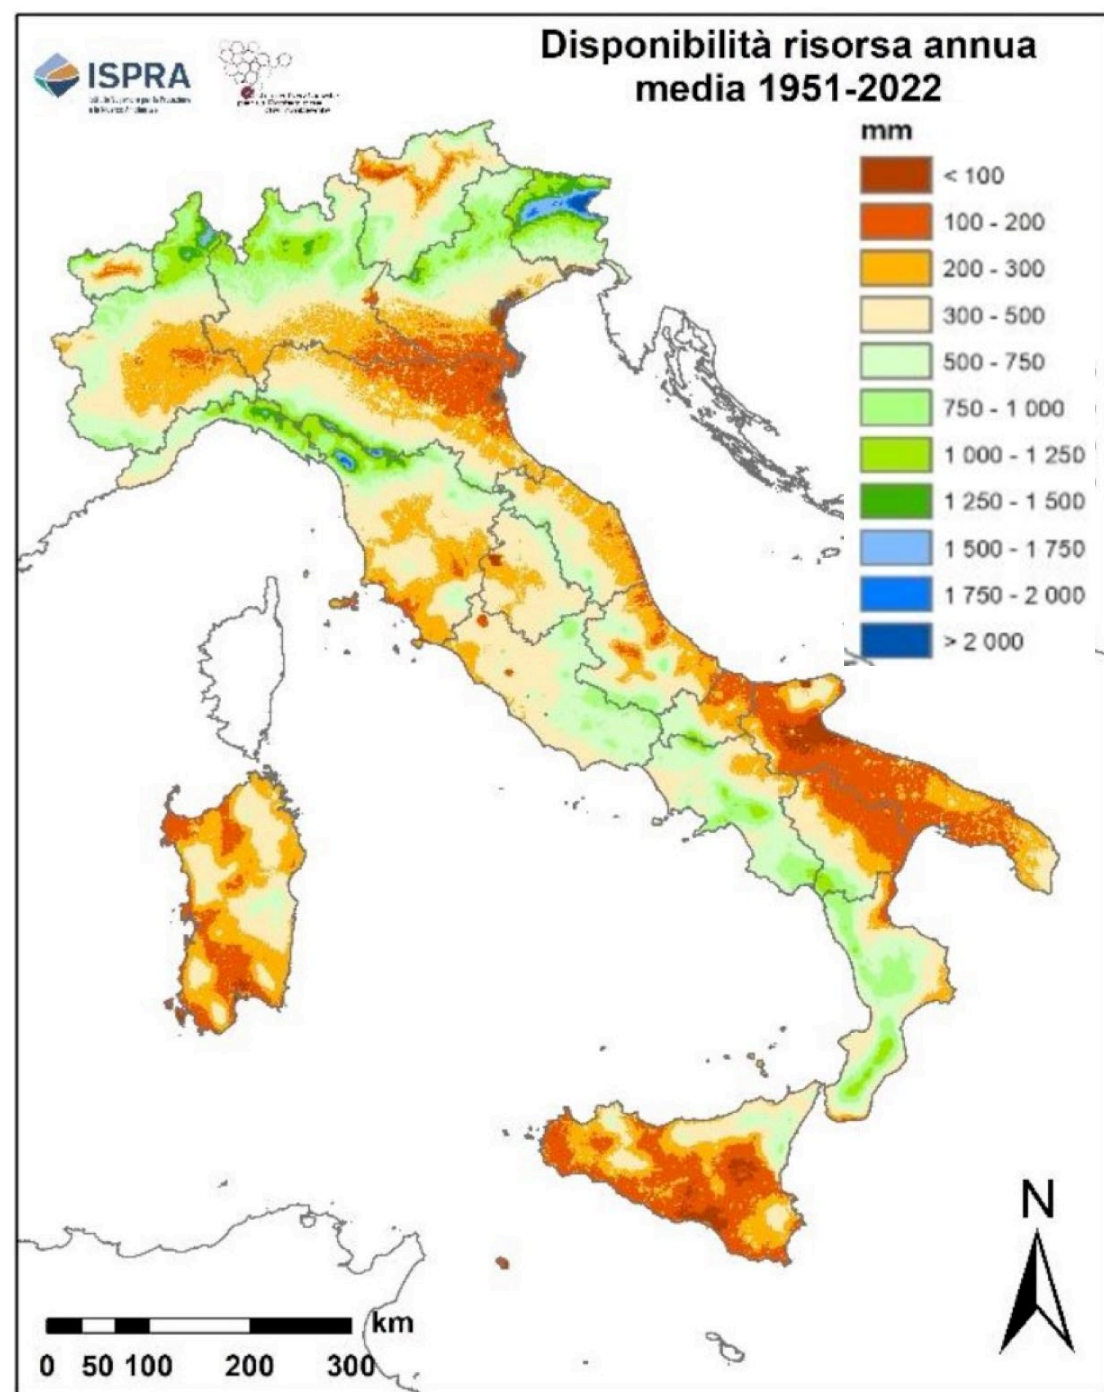 Disponibilità risorsa annua
media 1951-2022
ISPRA
mm
< 100
100 - 200
200 - 300
300 - 500
500 - 750
750 - 1 000
1 000 - 1 250
1 250 - 1 500
1 500 - 1 750
1 750 - 2 000
> 2 000
N
km
0 50 100 200 300